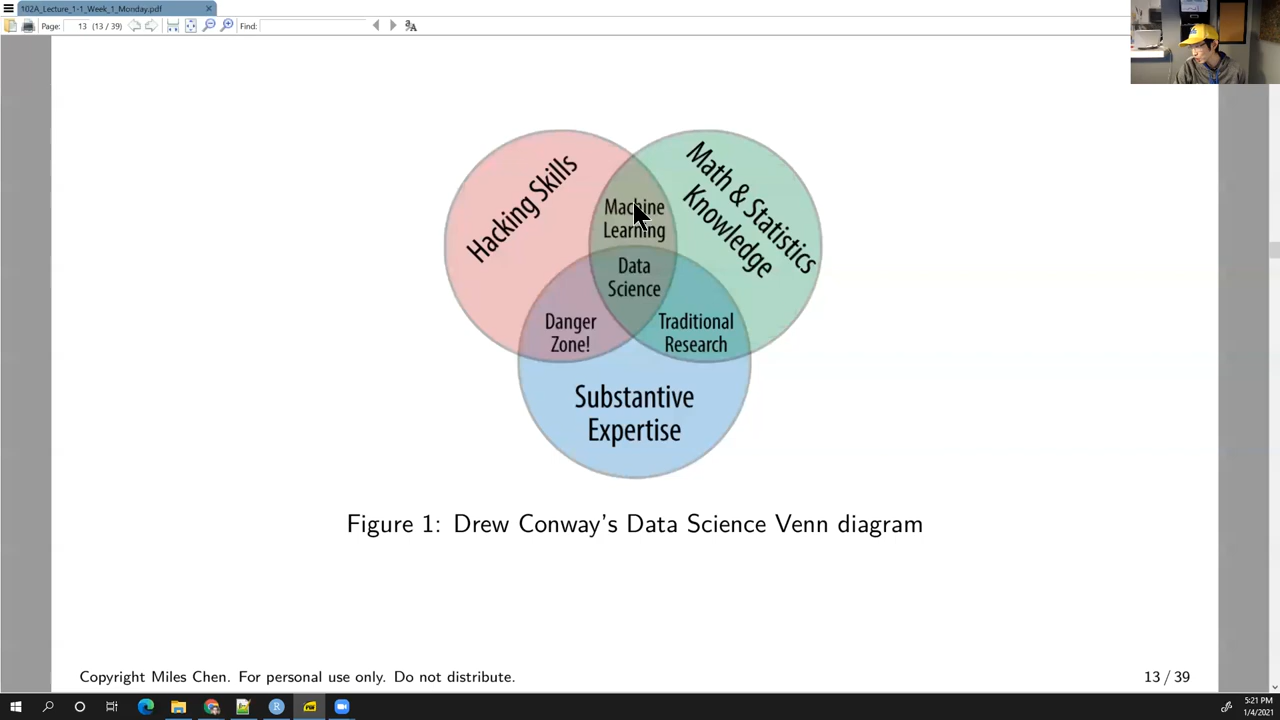 102A_Lecture_1-1_Week_1_Monday.pdf
Page: 13 (13 / 39) Find:
Hacking Skills
Math & Statistics
Knowledge
Machine
Learning
Data
Science
Danger
Zone!
Traditional
Research
Substantive
Expertise
Figure 1: Drew Conway's Data Science Venn diagram
Copyright Miles Chen. For personal use only. Do not distribute.
13 / 39
5:21 PM
1/4/2021